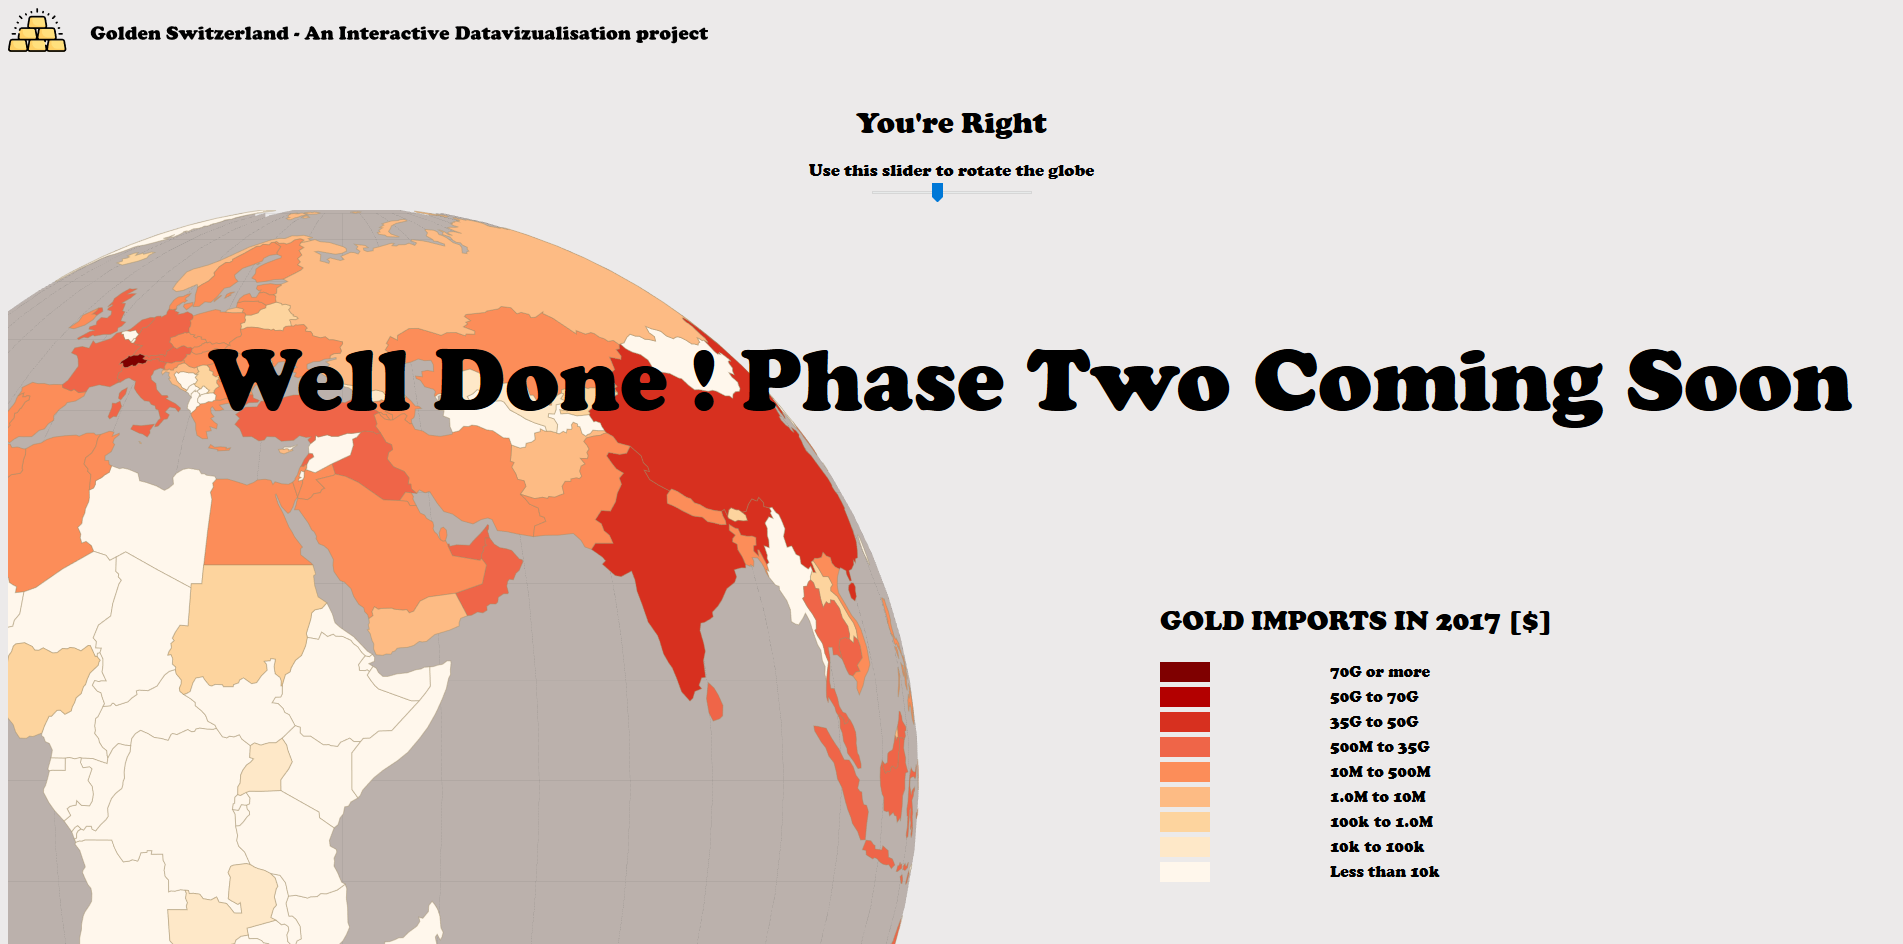 Golden Switzerland - An Interactive Datavizualisation project
You're Right
Use this slider to rotate the globe
Well Done ! Phase Two Coming Soon
GOLD IMPORTS IN 2017 [$]
70G or more
50G to 70G
35G to 50G
500M to 35G
10M to 500M
1.0M to 10M
100k to 1.0M
10k to 100k
Less than 10k